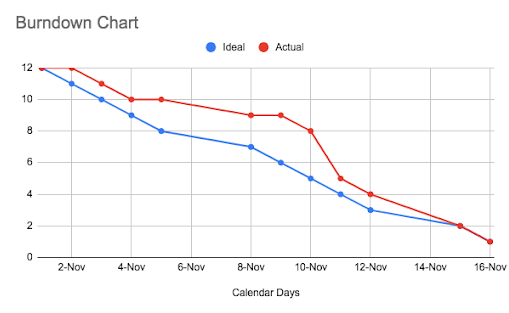 Burndown Chart
Ideal Actual
12
10
8
6
4
2
0
2-Nov 4-Nov 6-Nov 8-Nov 10-Nov 12-Nov 14-Nov 16-Nov
Calendar Days